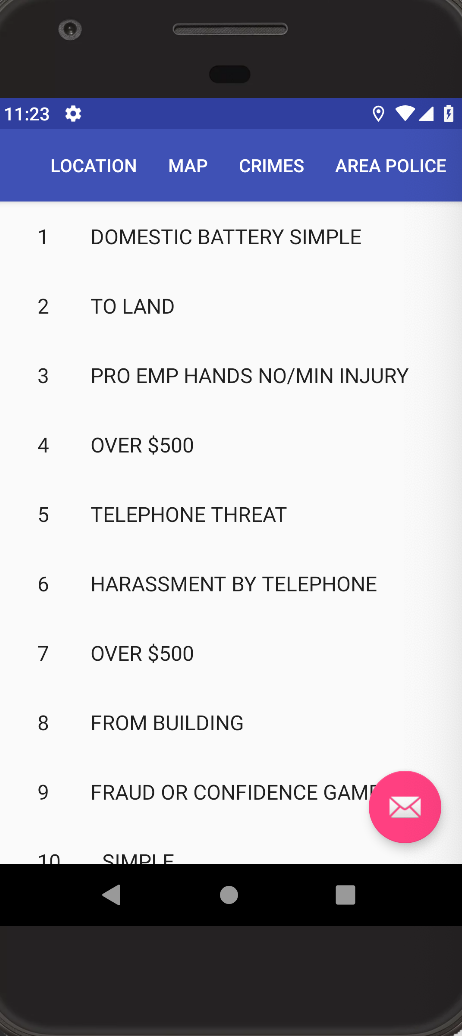 11:23
LOCATION MAP CRIMES AREA POLICE
1 DOMESTIC BATTERY SIMPLE
2 TO LAND
3 PRO EMP HANDS NO/MIN INJURY
4 OVER $500
5 TELEPHONE THREAT
6 HARASSMENT BY TELEPHONE
7 OVER $500
8 FROM BUILDING
9 FRAUD OR CONFIDENCE GAME
10 SIMPLE